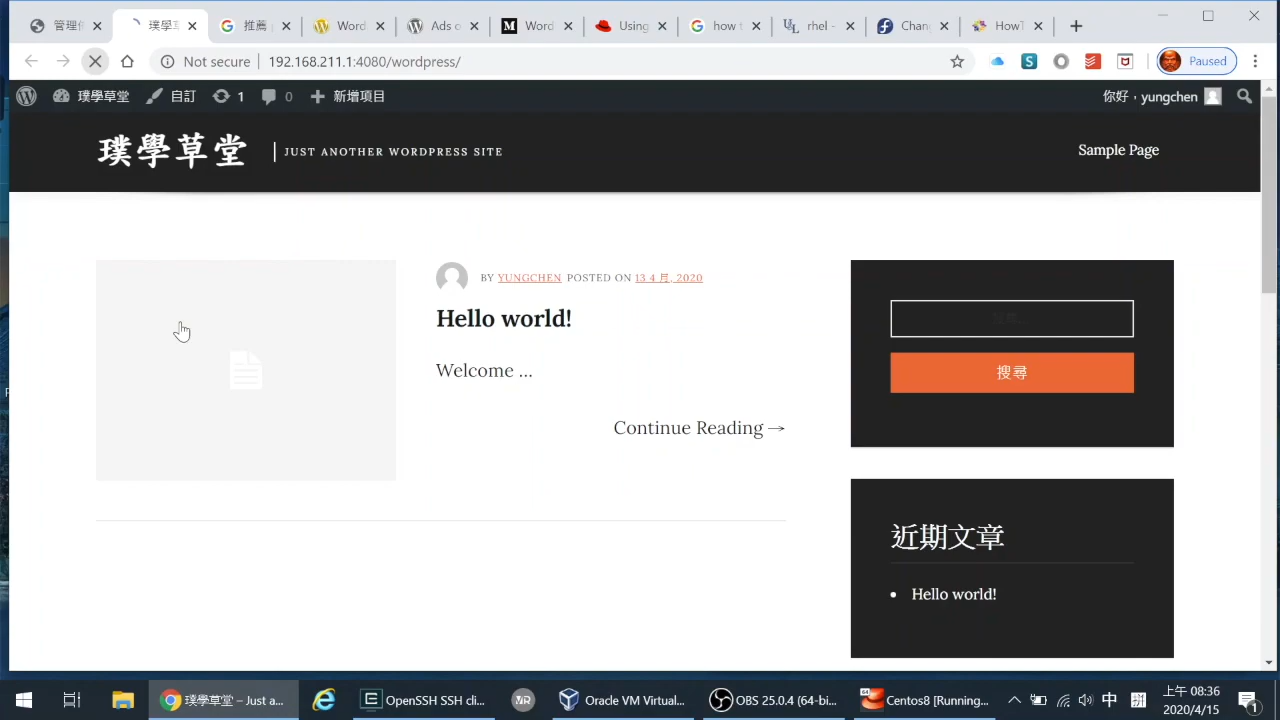 管理位
璞學草
推薦
Word
Ads o
Word
Using
how t
rhel -
Chan
HowT
Not secure
192.168.211.1:4080/wordpress/
Paused
璞學草堂
自訂
1
0
新增項目
你好，yungchen
璞學草堂
JUST ANOTHER WORDPRESS SITE
Sample Page
BY YUNGCHEN POSTED ON 13 4 月, 2020
Hello world!
Welcome …
Continue Reading →
搜尋
近期文章
• Hello world!
璞學草堂 – Just a...
OpenSSH SSH cli...
Oracle VM Virtual...
OBS 25.0.4 (64-bi...
Centos8 [Running...
中
上午 08:36
2020/4/15
1